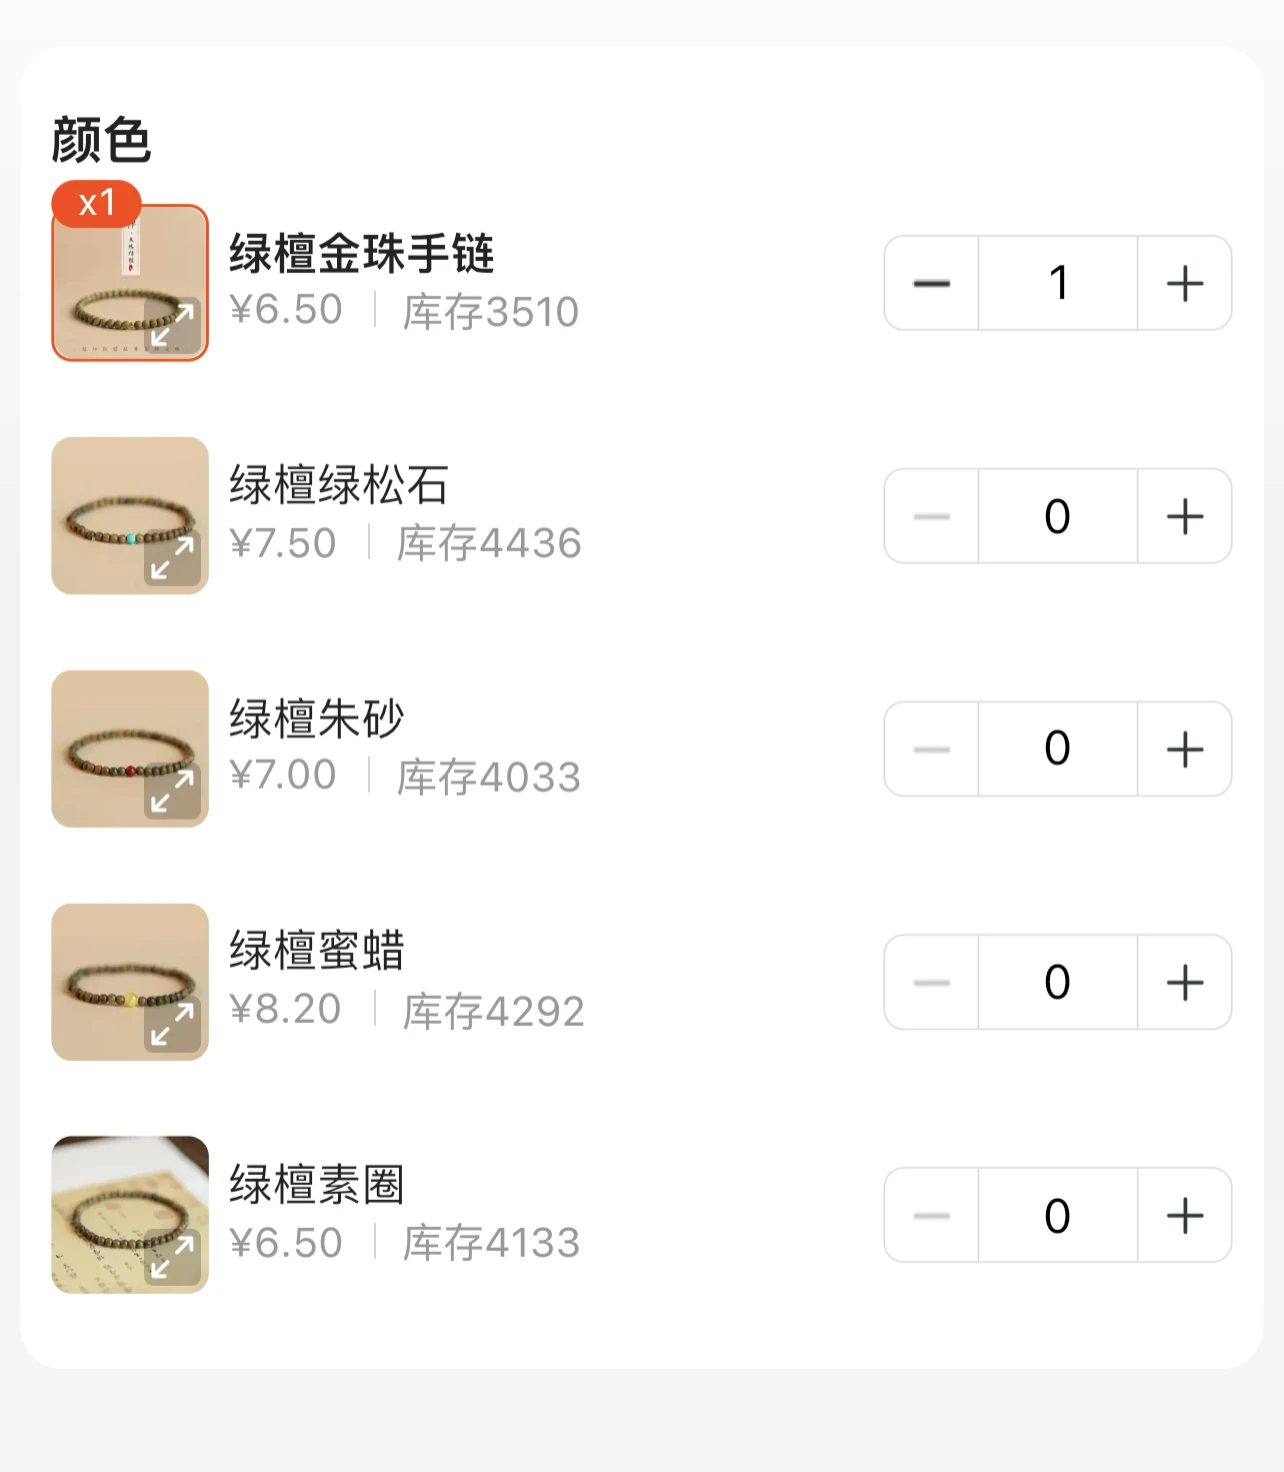 颜色
x1
绿檀金珠手链
¥6.50 库存3510
1
绿檀绿松石
¥7.50 库存4436
0
绿檀朱砂
¥7.00 库存4033
0
绿檀蜜蜡
¥8.20 库存4292
0
绿檀素圈
¥6.50 库存4133
0